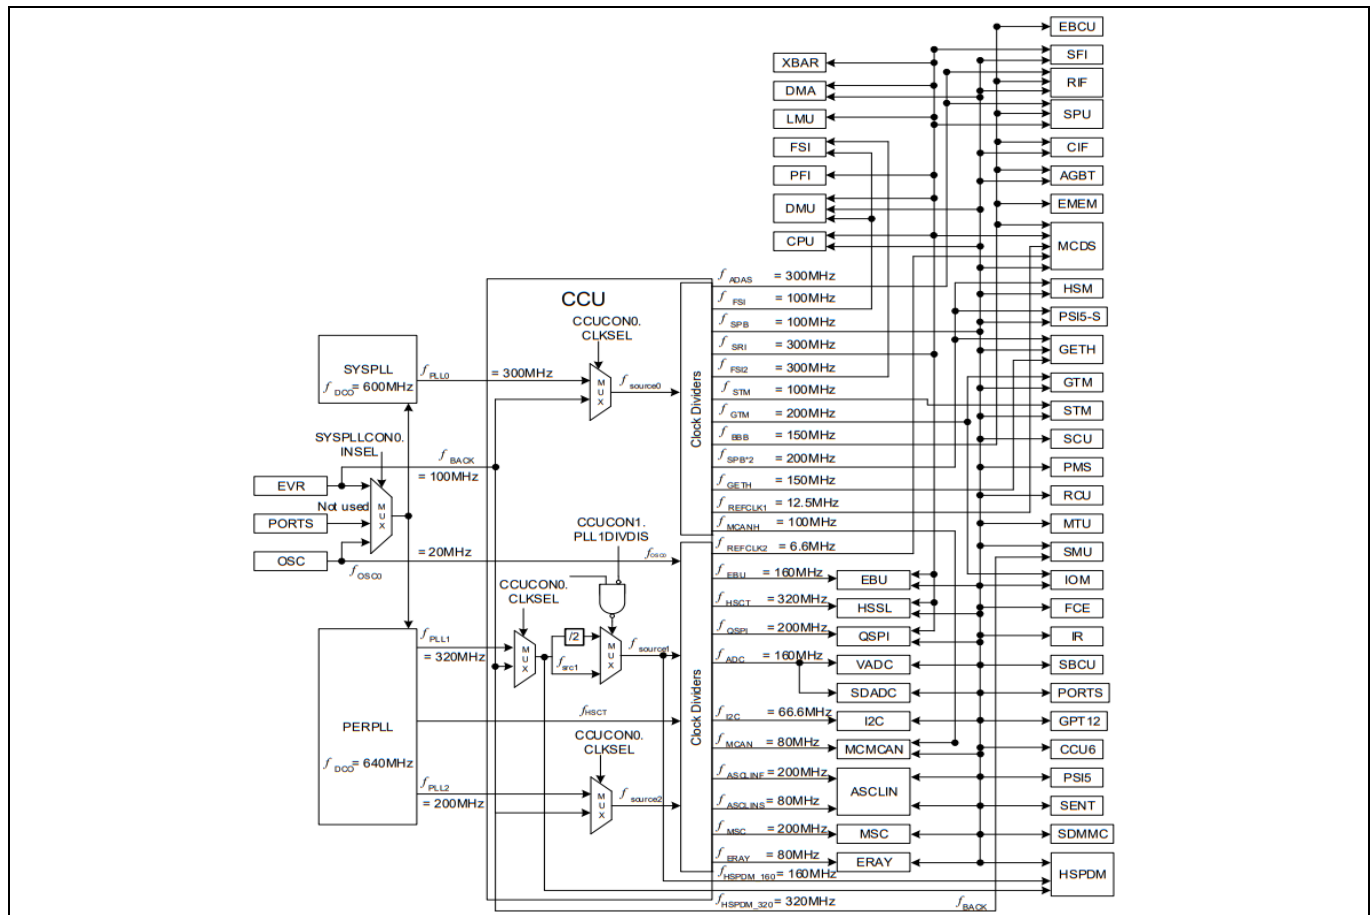 EBCU
SFI
XBAR
RIF
DMA
SPU
LMU
FSI
CIF
PFI
AGBT
EMEM
DMU
CPU
MCDS
HSM
PSI5-S
GETH
GTM
STM
SCU
PMS
RCU
MTU
SMU
IOM
FCE
IR
SBCU
PORTS
GPT12
CCU6
PSI5
SENT
SDMMC
HSPDM
CCU
CCUCON0.
CLKSEL
MUX
f source0
Clock Dividers
f ADAS = 300MHz
f FSI = 100MHz
f SPB = 100MHz
f SRI = 300MHz
f FSI2 = 300MHz
f STM = 100MHz
f GTM = 200MHz
f BBB = 150MHz
f SPB*2 = 200MHz
f GETH = 150MHz
f REFCLK1 = 12.5MHz
f MCANH = 100MHz
f REFCLK2 = 6.6MHz
f EBU = 160MHz
f HSCT = 320MHz
f QSPI = 200MHz
f ADC = 160MHz
f I2C = 66.6MHz
f MCAN = 80MHz
f ASCLINF = 200MHz
f ASCLINS = 80MHz
f MSC = 200MHz
f ERAY = 80MHz
f HSPDM_160 = 160MHz
f HSPDM_320 = 320MHz
f BACK
EBU
HSSL
QSPI
VADC
SDADC
I2C
MCMCAN
ASCLIN
MSC
ERAY
SYSPLL
f DCO = 600MHz
f PLL0 = 300MHz
SYSPLLCON0.
INSEL
f BACK
= 100MHz
EVR
Not used
PORTS
MUX
OSC
= 20MHz
f OSC0
f OSC0
CCUCON1.
PLL1DIVDIS
CCUCON0.
CLKSEL
MUX
/2
MUX
f src1
f source1
f PLL1
= 320MHz
PERPLL
f DCO = 640MHz
f HSCT
CCUCON0.
CLKSEL
MUX
f source2
f PLL2
= 200MHz
Clock Dividers